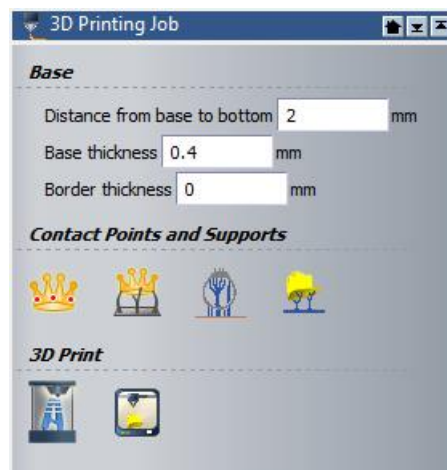 3D Printing Job
Base
Distance from base to bottom 2 mm
Base thickness 0.4 mm
Border thickness 0 mm
Contact Points and Supports
3D Print